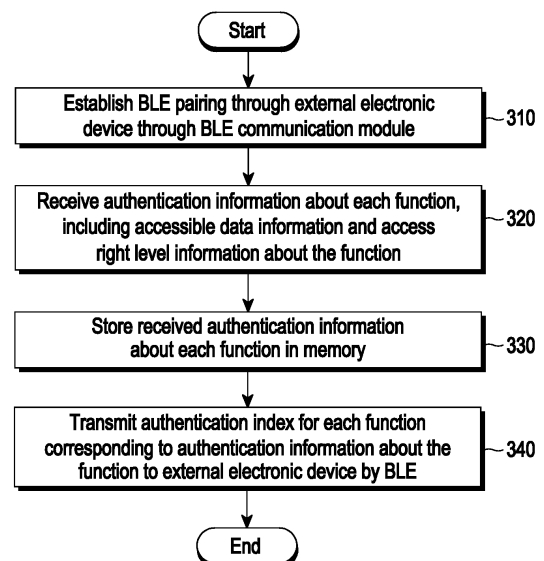 Start
Establish BLE pairing through external electronic
device through BLE communication module
310
Receive authentication information about each function,
including accessible data information and access
right level information about the function
320
Store received authentication information
about each function in memory
330
Transmit authentication index for each function
corresponding to authentication information about the
function to external electronic device by BLE
340
End